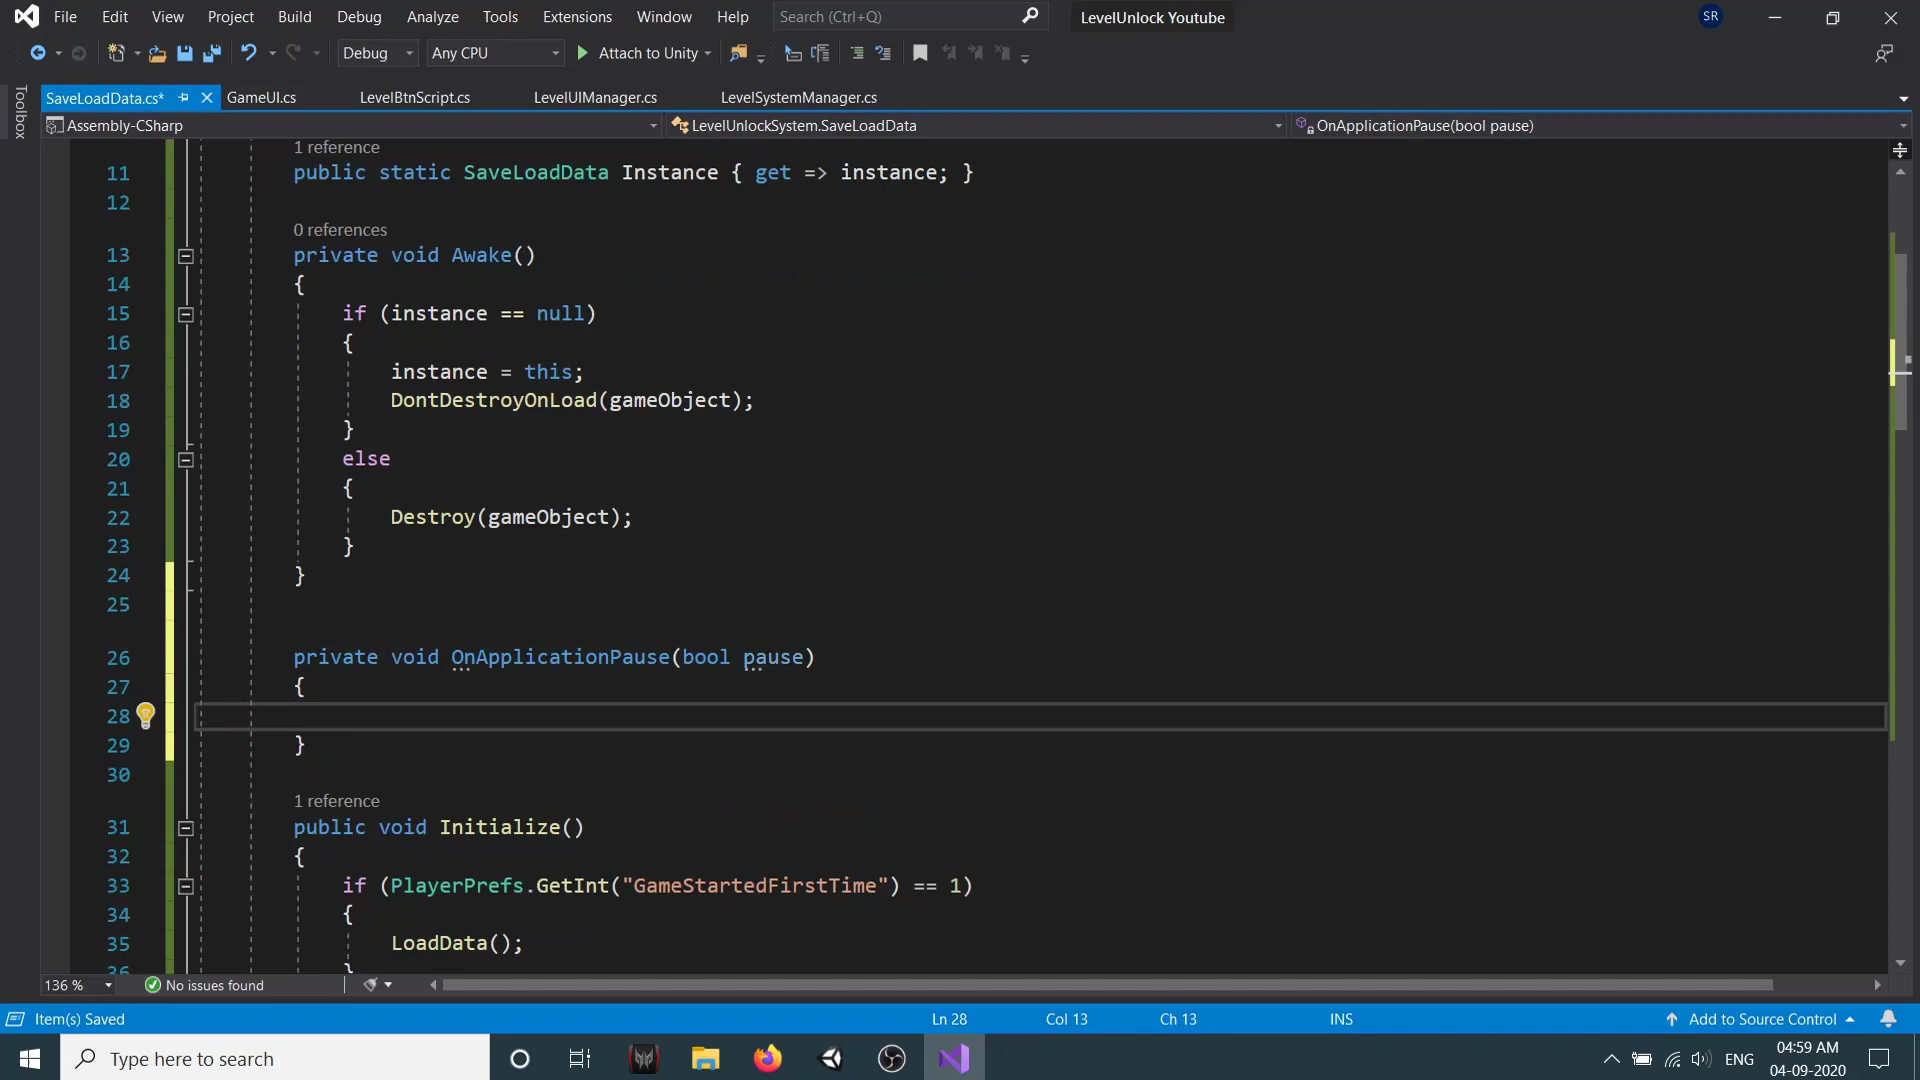 File Edit View Project Build Debug Analyze Tools Extensions Window Help Search (Ctrl+Q) LevelUnlock Youtube SR
Debug Any CPU Attach to Unity
Toolbox
SaveLoadData.cs* GameUI.cs LevelBtnScript.cs LevelUIManager.cs LevelSystemManager.cs
Assembly-CSharp LevelUnlockSystem.SaveLoadData OnApplicationPause(bool pause)
1 reference
11 public static SaveLoadData Instance { get => instance; }
12
0 references
13 private void Awake()
14 {
15 if (instance == null)
16 {
17 instance = this;
18 DontDestroyOnLoad(gameObject);
19 }
20 else
21 {
22 Destroy(gameObject);
23 }
24 }
25
26 private void OnApplicationPause(bool pause)
27 {
28
29 }
30
1 reference
31 public void Initialize()
32 {
33 if (PlayerPrefs.GetInt("GameStartedFirstTime") == 1)
34 {
35 LoadData();
36 }
136 % No issues found
Item(s) Saved Ln 28 Col 13 Ch 13 INS Add to Source Control
Type here to search ENG 04:59 AM
04-09-2020